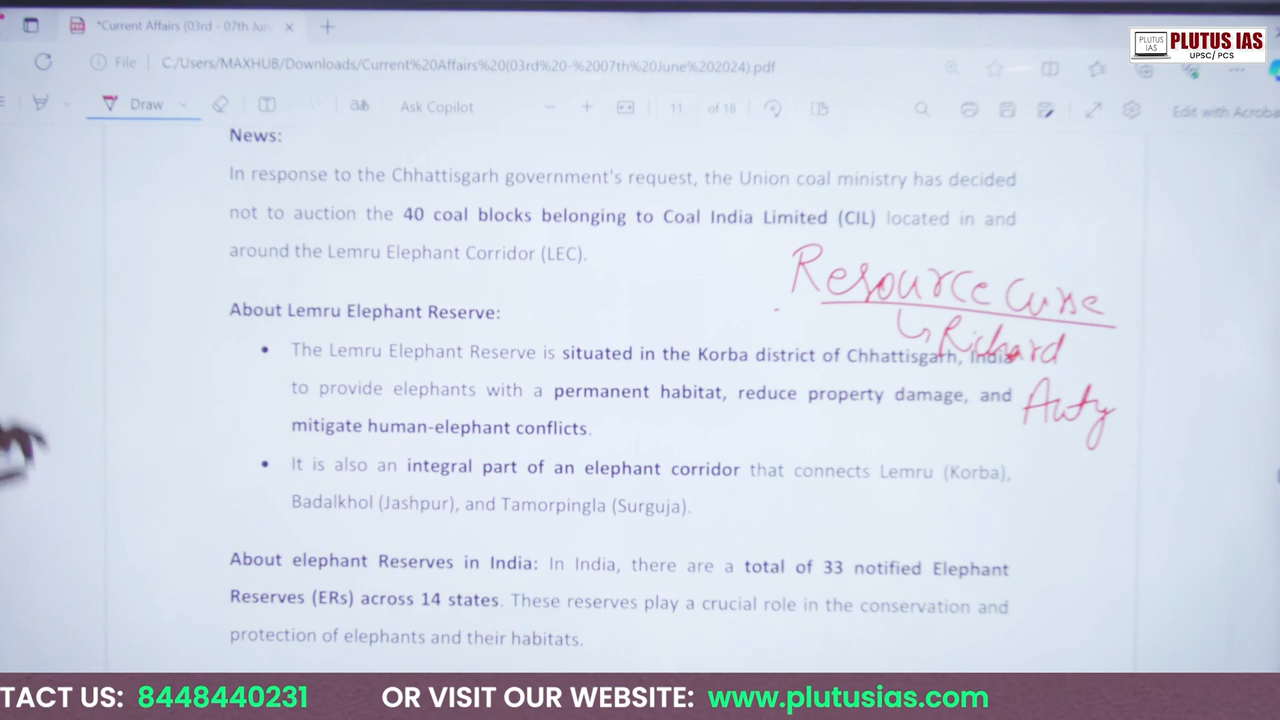 *Current Affairs (03rd - 07th Jun
PLUTUS IAS
PLUTUS IAS
UPSC/ PCS
File | C:/Users/MAXHUB/Downloads/Current%20Affairs%20(03rd%20-%2007th%20June%202024).pdf
Draw
Ask Copilot
11 of 18
Edit with Acroba
News:
In response to the Chhattisgarh government's request, the Union coal ministry has decided
not to auction the 40 coal blocks belonging to Coal India Limited (CIL) located in and
around the Lemru Elephant Corridor (LEC).
Resource Curse
Richard
Auty
About Lemru Elephant Reserve:
• The Lemru Elephant Reserve is situated in the Korba district of Chhattisgarh, India
to provide elephants with a permanent habitat, reduce property damage, and
mitigate human-elephant conflicts.
• It is also an integral part of an elephant corridor that connects Lemru (Korba),
Badalkhol (Jashpur), and Tamorpingla (Surguja).
About elephant Reserves in India: In India, there are a total of 33 notified Elephant
Reserves (ERs) across 14 states. These reserves play a crucial role in the conservation and
protection of elephants and their habitats.
TACT US: 8448440231 OR VISIT OUR WEBSITE: www.plutusias.com